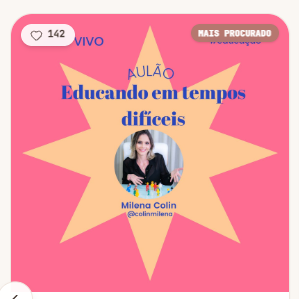 142
VIVO
MAIS PROCURADO
AULÃO
Educando em tempos
difíceis
Milena Colin
@colinmilena